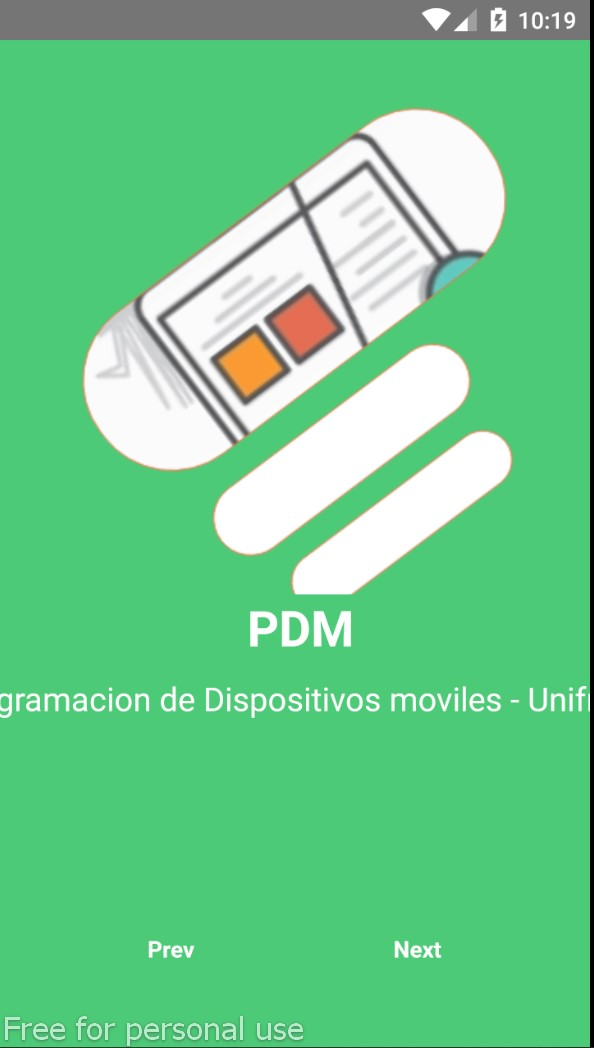 10:19
PDM
gramacion de Dispositivos moviles - Unif
Prev
Next
Free for personal use